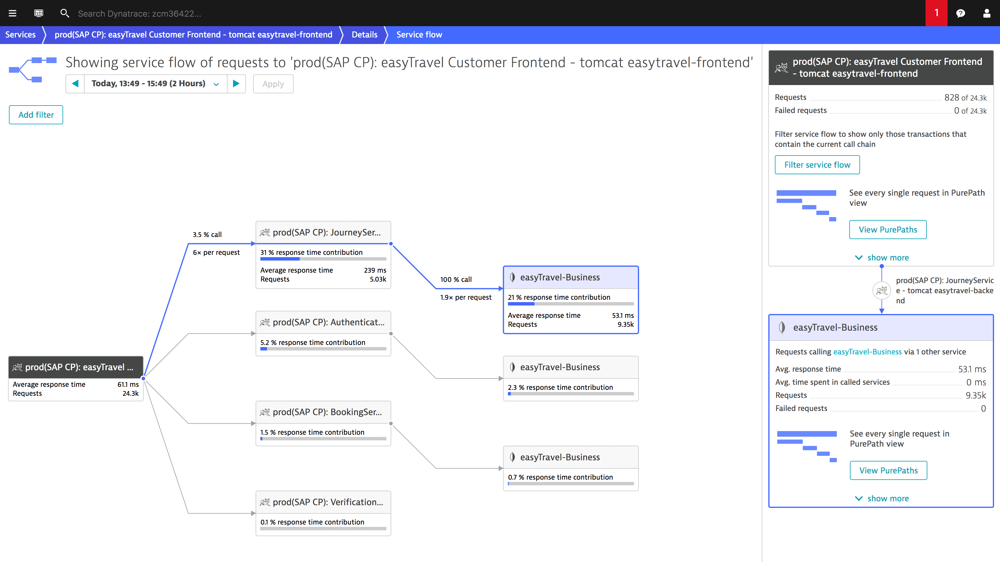 Search Dynatrace: zcm36422...
1
Services
prod(SAP CP): easyTravel Customer Frontend - tomcat easytravel-frontend
Details
Service flow
Showing service flow of requests to 'prod(SAP CP): easyTravel Customer Frontend - tomcat easytravel-frontend'
Today, 13:49 - 15:49 (2 Hours)
Apply
Add filter
prod(SAP CP): easyTravel ...
Average response time 61.1 ms
Requests 24.3k
3.5 % call
6× per request
prod(SAP CP): JourneySer...
31 % response time contribution
Average response time 239 ms
Requests 5.03k
100 % call
1.9× per request
easyTravel-Business
21 % response time contribution
Average response time 53.1 ms
Requests 9.35k
prod(SAP CP): Authenticat...
5.2 % response time contribution
easyTravel-Business
2.3 % response time contribution
prod(SAP CP): BookingSer...
1.5 % response time contribution
easyTravel-Business
0.7 % response time contribution
prod(SAP CP): Verification...
0.1 % response time contribution
prod(SAP CP): easyTravel Customer Frontend
- tomcat easytravel-frontend
Requests 828 of 24.3k
Failed requests 0 of 24.3k
Filter service flow to show only those transactions that
contain the current call chain
Filter service flow
See every single request in PurePath
view
View PurePaths
show more
prod(SAP CP): JourneyServic
e - tomcat easytravel-backe
nd
easyTravel-Business
Requests calling easyTravel-Business via 1 other service
Avg. response time 53.1 ms
Avg. time spent in called services 0 ms
Requests 9.35k
Failed requests 0
See every single request in
PurePath view
View PurePaths
show more